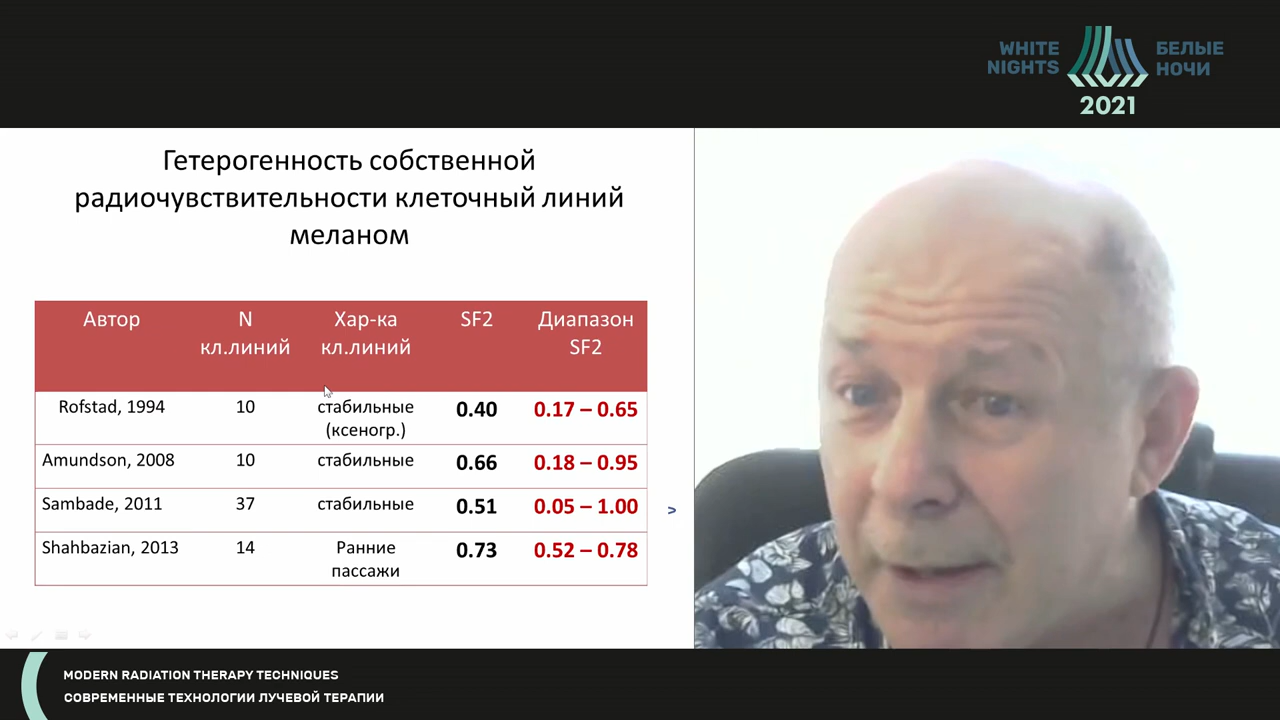 WHITE
NIGHTS
БЕЛЫЕ
НОЧИ
2021
Гетерогенность собственной
радиочувствительности клеточный линий
меланом
Автор N Хар-ка SF2 Диапазон
кл.линий кл.линий SF2
Rofstad, 1994 10 стабильные 0.40 0.17 – 0.65
(ксеногр.)
Amundson, 2008 10 стабильные 0.66 0.18 – 0.95
Sambade, 2011 37 стабильные 0.51 0.05 – 1.00
>
Shahbazian, 2013 14 Ранние 0.73 0.52 – 0.78
пассажи
MODERN RADIATION THERAPY TECHNIQUES
СОВРЕМЕННЫЕ ТЕХНОЛОГИИ ЛУЧЕВОЙ ТЕРАПИИ